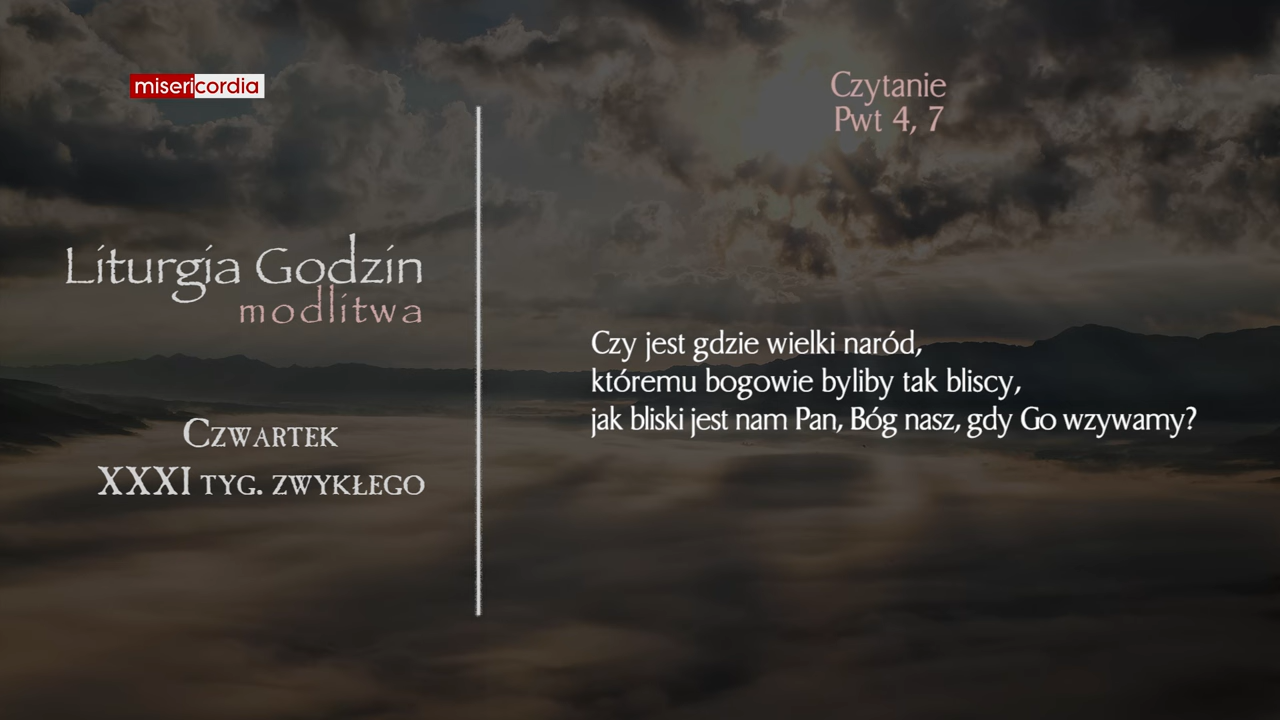 misericordia
Liturgia Godzin
modlitwa
Czwartek
XXXI tyg. zwykłego
Czytanie
Pwt 4, 7
Czy jest gdzie wielki naród,
któremu bogowie byliby tak bliscy,
jak bliski jest nam Pan, Bóg nasz, gdy Go wzywamy?